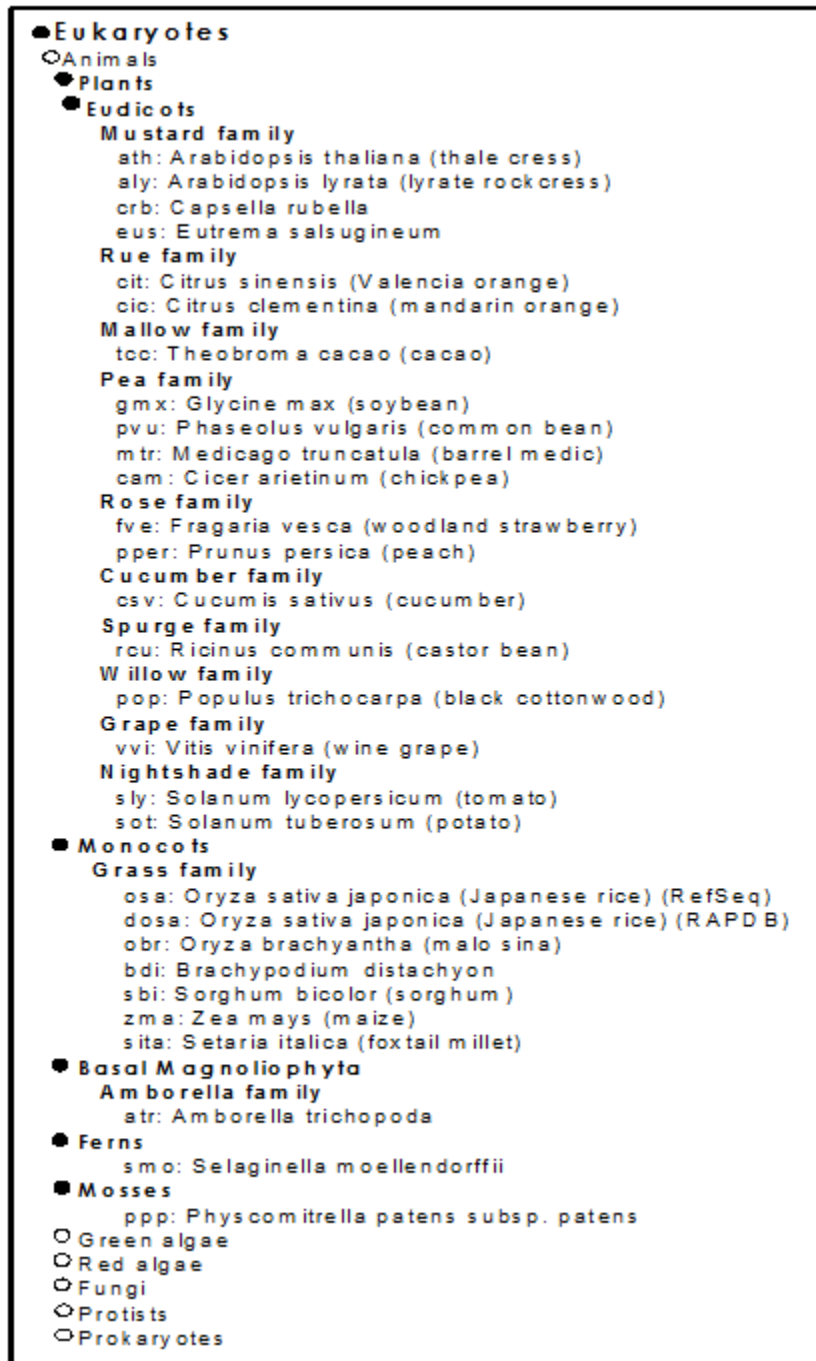 Eukaryotes
Animals
Plants
Eudicots
Mustard family
ath: Arabidopsis thaliana (thale cress)
aly: Arabidopsis lyrata (lyrate rockcress)
crb: Capsella rubella
eus: Eutrema salsugineum
Rue family
cit: Citrus sinensis (Valencia orange)
cic: Citrus clementina (mandarin orange)
Mallow family
tcc: Theobroma cacao (cacao)
Pea family
gmx: Glycine max (soybean)
pvu: Phaseolus vulgaris (common bean)
mtr: Medicago truncatula (barrel medic)
cam: Cicer arietinum (chickpea)
Rose family
fve: Fragaria vesca (woodland strawberry)
pper: Prunus persica (peach)
Cucumber family
csv: Cucumis sativus (cucumber)
Spurge family
rcu: Ricinus communis (castor bean)
Willow family
pop: Populus trichocarpa (black cottonwood)
Grape family
vvi: Vitis vinifera (wine grape)
Nightshade family
sly: Solanum lycopersicum (tomato)
sot: Solanum tuberosum (potato)
Monocots
Grass family
osa: Oryza sativa japonica (Japanese rice) (RefSeq)
dosa: Oryza sativa japonica (Japanese rice) (RAPDB)
obr: Oryza brachyantha (malo sina)
bdi: Brachypodium distachyon
sbi: Sorghum bicolor (sorghum)
zma: Zea mays (maize)
sita: Setaria italica (foxtail millet)
Basal Magnoliophyta
Amborella family
atr: Amborella trichopoda
Ferns
smo: Selaginella moellendorffii
Mosses
ppp: Physcomitrella patens subsp. patens
Green algae
Red algae
Fungi
Protists
Prokaryotes